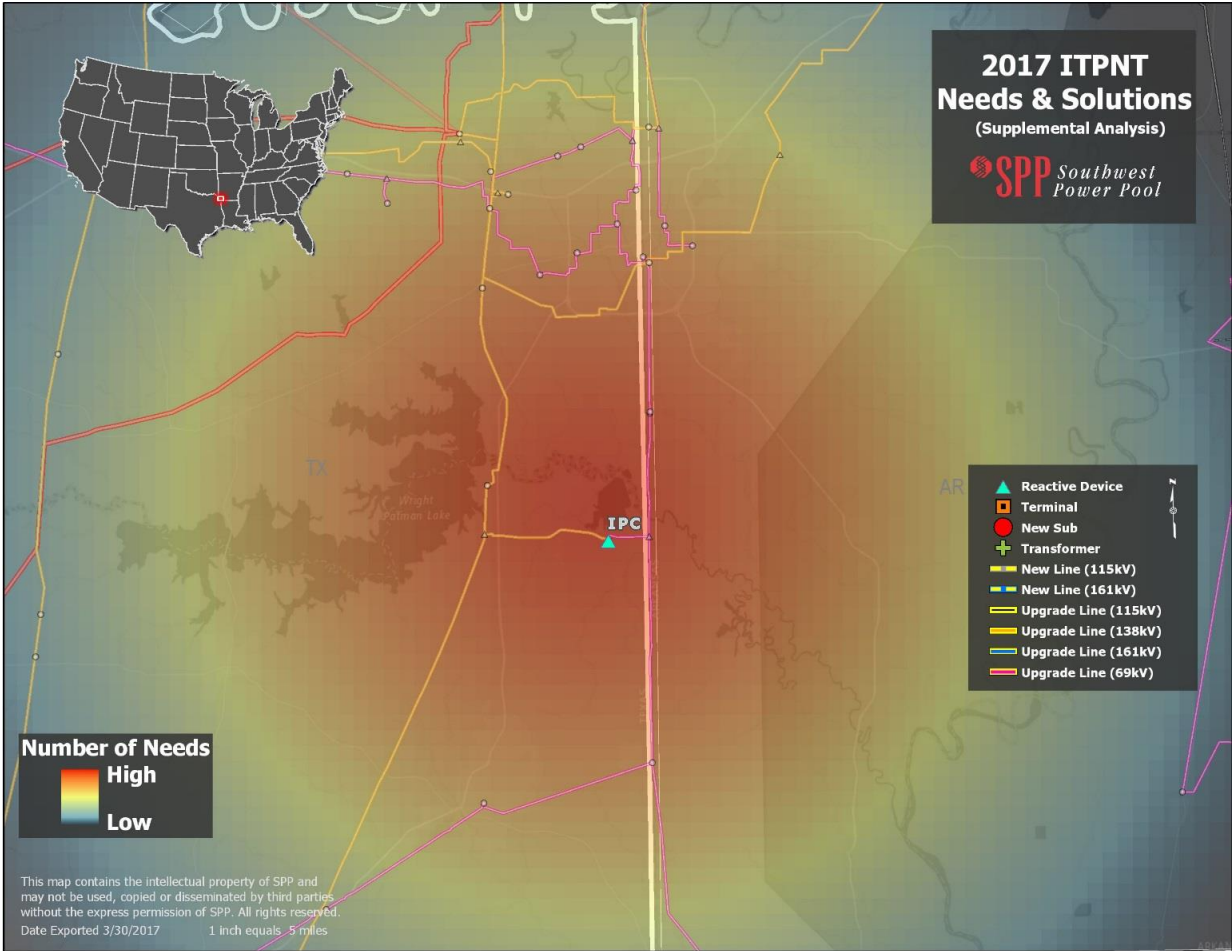 2017 ITPNT
Needs & Solutions
(Supplemental Analysis)
SPP Southwest
Power Pool
TX
Wright
Patman Lake
IPC
AR
N
Reactive Device
Terminal
New Sub
Transformer
New Line (115kV)
New Line (161kV)
Upgrade Line (115kV)
Upgrade Line (138kV)
Upgrade Line (161kV)
Upgrade Line (69kV)
Number of Needs
High
Low
This map contains the intellectual property of SPP and
may not be used, copied or disseminated by third parties
without the express permission of SPP. All rights reserved.
Date Exported 3/30/2017 1 inch equals 5 miles